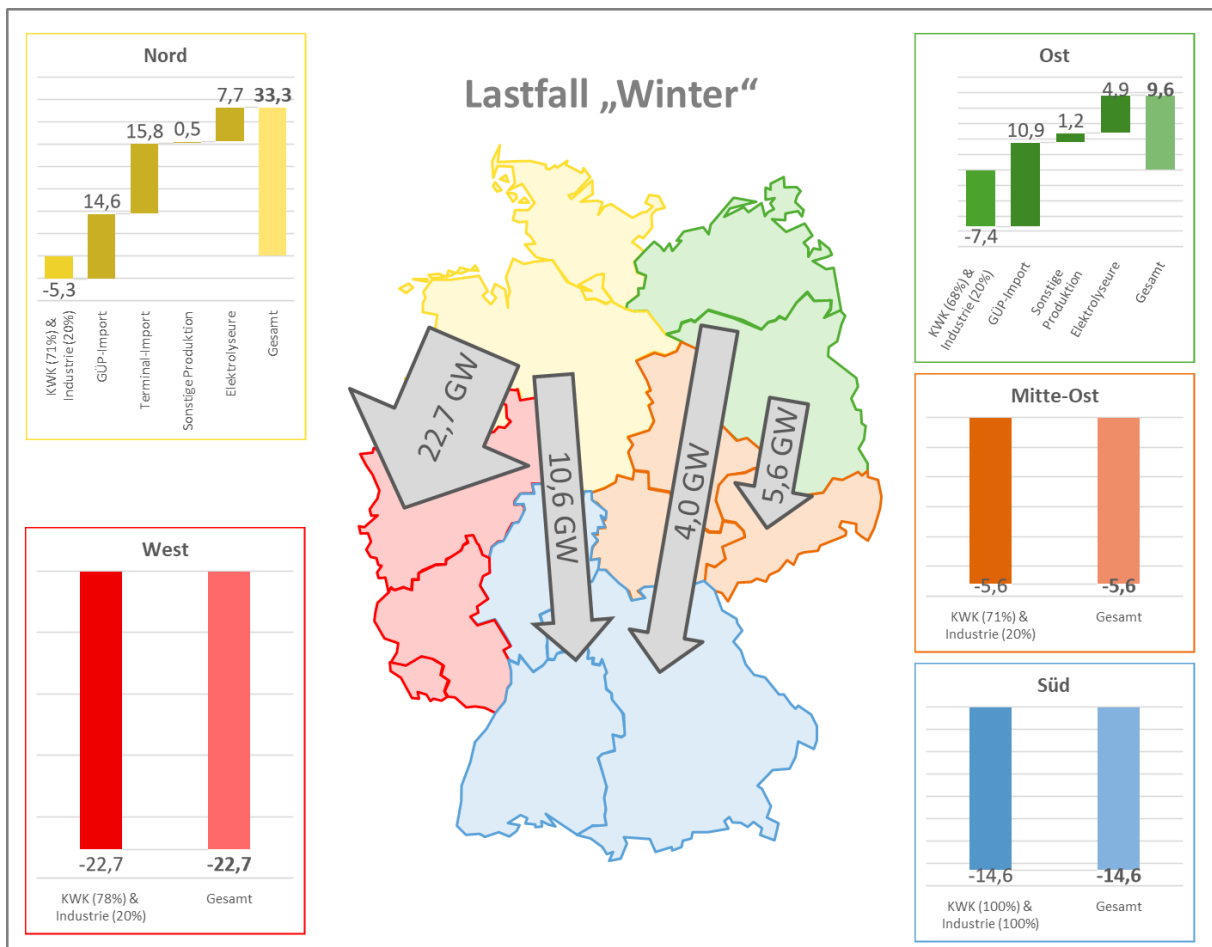 Lastfall „Winter“
Nord
-5,3
14,6
15,8
0,5
7,7
33,3
KWK (71%) &
Industrie (20%)
GÜP-Import
Terminal-Import
Sonstige Produktion
Elektrolyseure
Gesamt
Ost
-7,4
10,9
1,2
4,9
9,6
KWK (68%) &
Industrie (20%)
GÜP-Import
Sonstige
Produktion
Elektrolyseure
Gesamt
22,7 GW
10,6 GW
4,0 GW
5,6 GW
Mitte-Ost
-5,6
-5,6
KWK (71%) &
Industrie (20%)
Gesamt
West
-22,7
-22,7
KWK (78%) &
Industrie (20%)
Gesamt
Süd
-14,6
-14,6
KWK (100%) &
Industrie (100%)
Gesamt